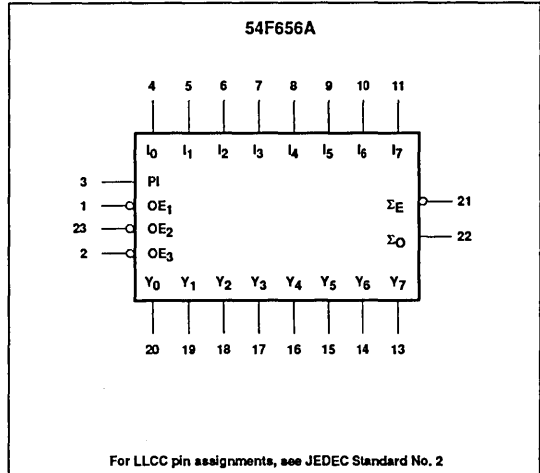 54F656A
4 5 6 7 8 9 10 11
I0 I1 I2 I3 I4 I5 I6 I7
3 PI
1 OE1 ΣE 21
23 OE2
ΣO 22
2 OE3
Y0 Y1 Y2 Y3 Y4 Y5 Y6 Y7
20 19 18 17 16 15 14 13
For LLCC pin assignments, see JEDEC Standard No. 2